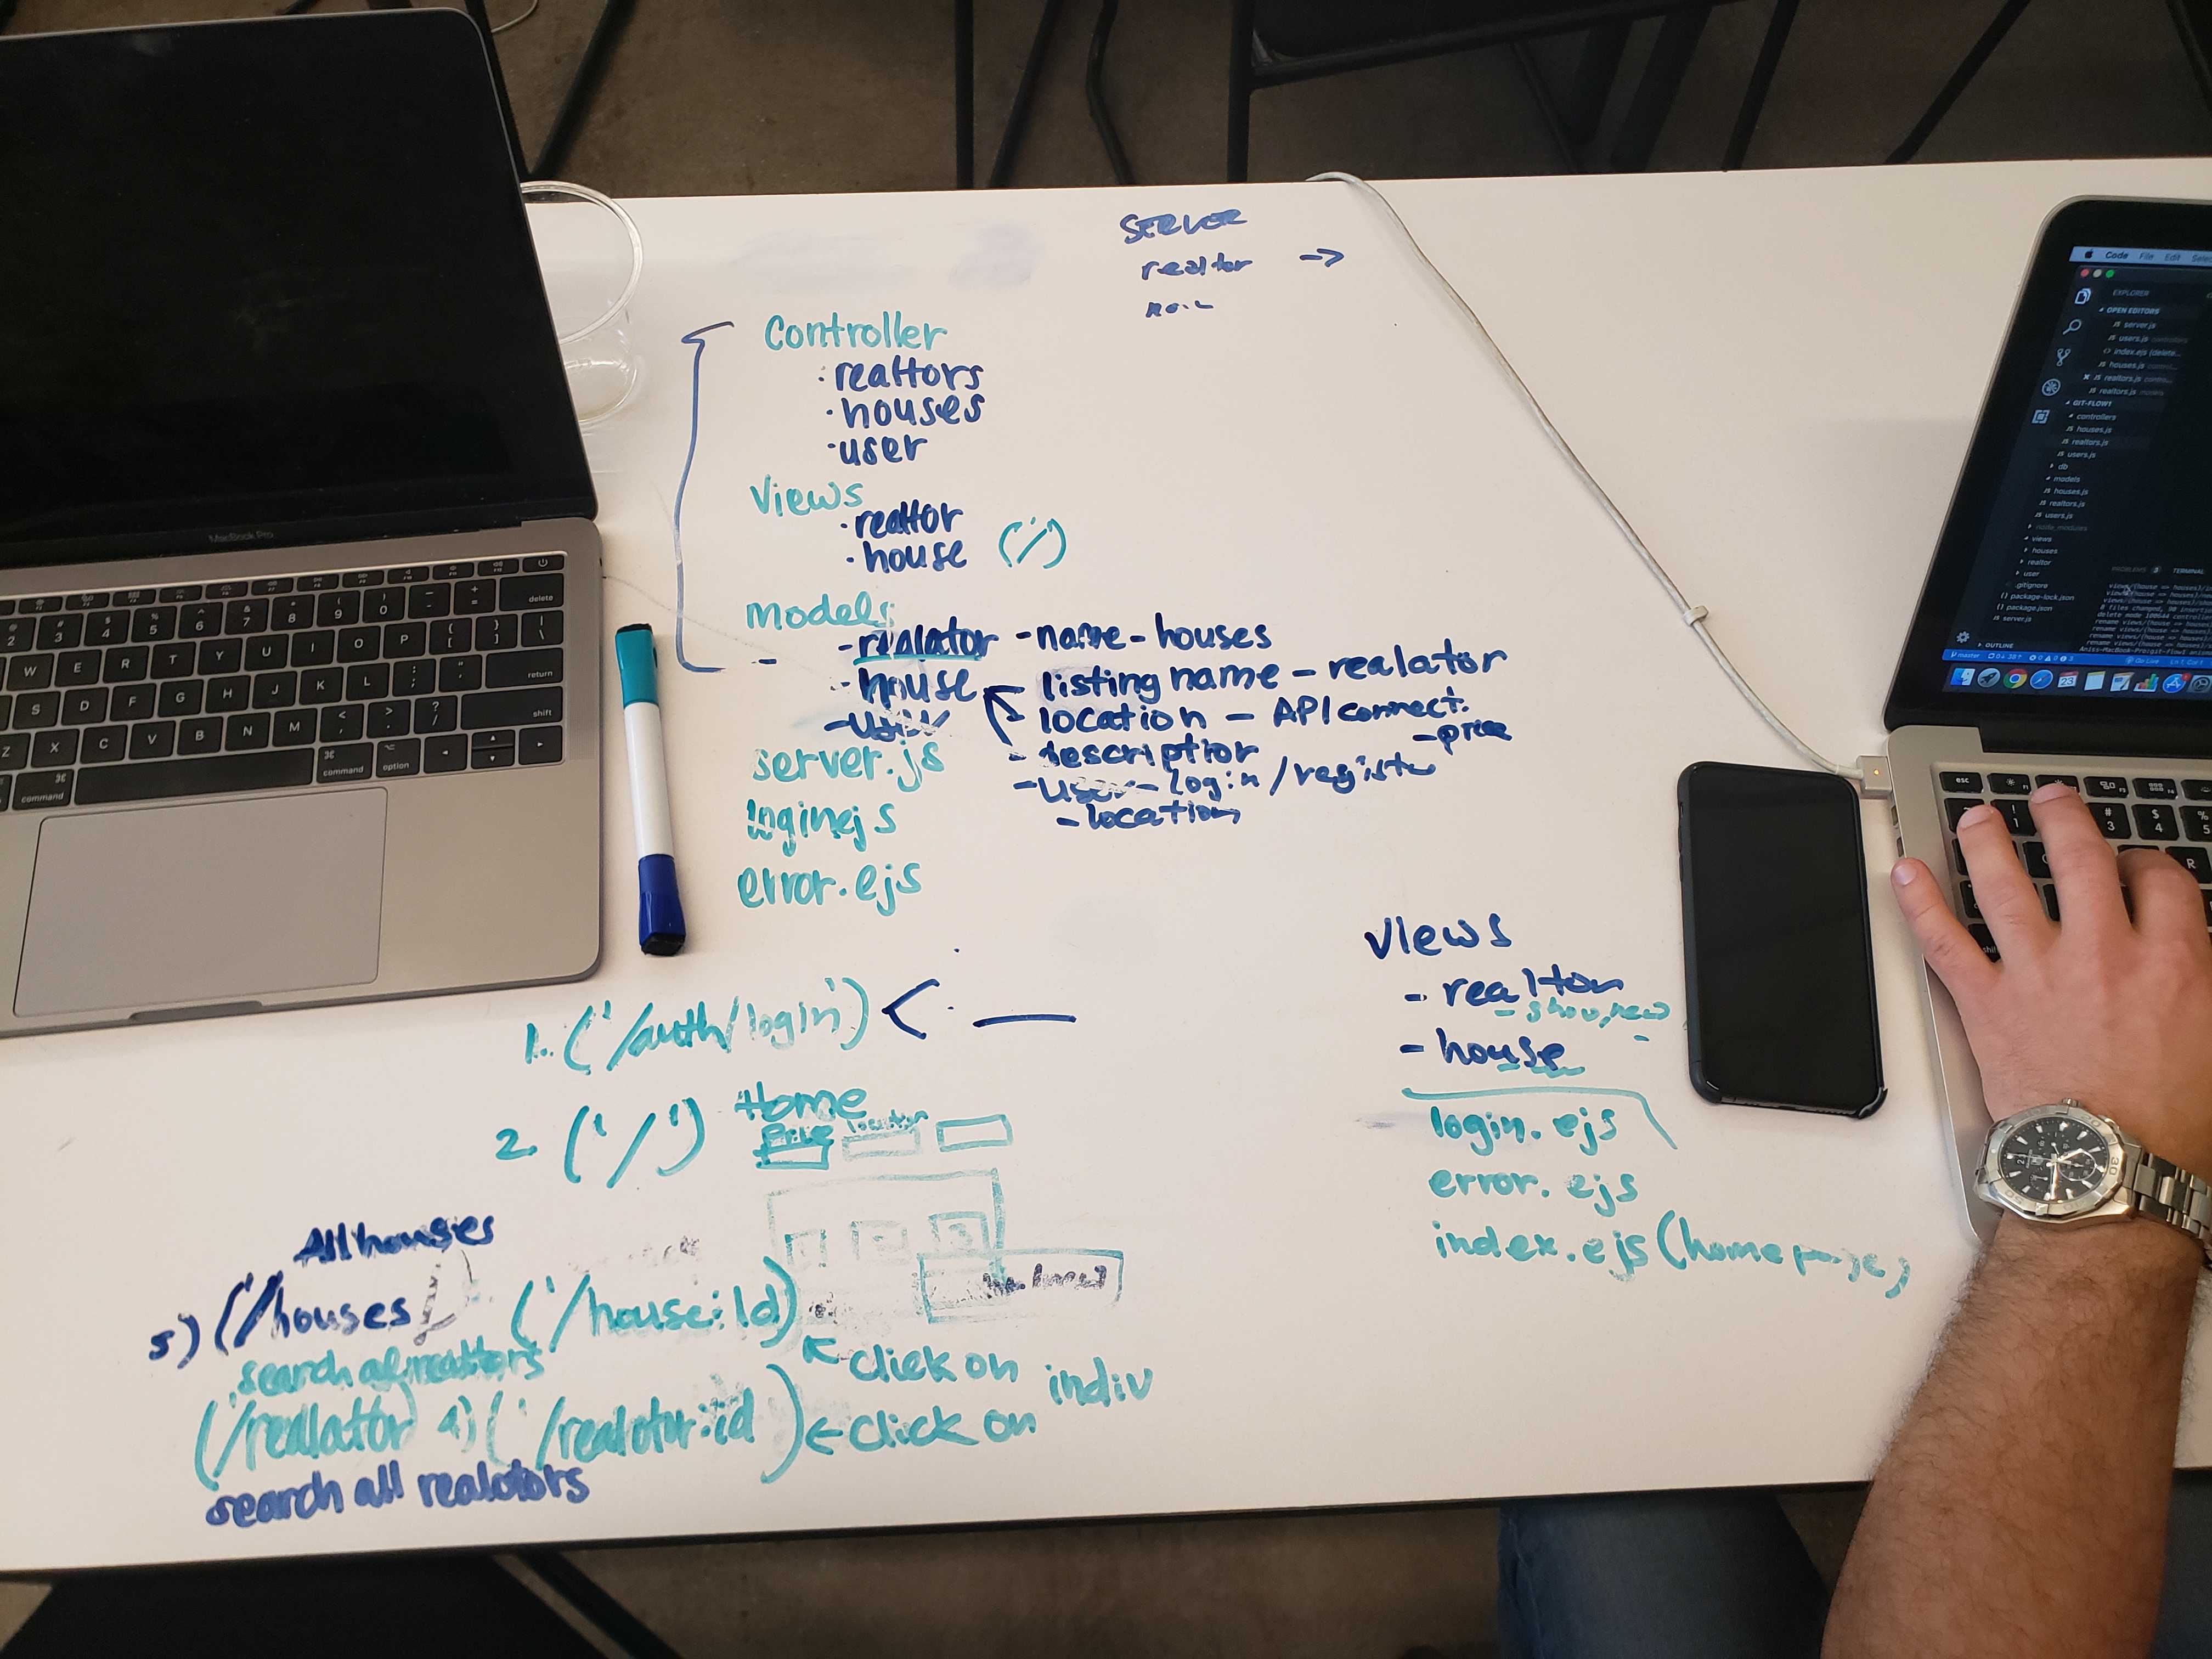 SERVER
realtor →
Controller
· realtors
· houses
· user
Views
· realtor
· house ('/')
Models
- realator - name - houses
- house listing name - realator
- user location - API connect.
- price
server.js - description
- user - login / register
- location
login.ejs
error.ejs
1. ('/auth/login') <
2. ('/') Home
price location
1 2 3
All houses
('/houses ('/house:Id) ← click on
search all realtors
indiv
('/realator) 4) ('/realotor:id) ← click on
search all realotors
Views
- realtor
- show, new
- house
login.ejs
error.ejs
index.ejs (home page)
MacBook Pro
delete
return
shift
command
option
command
esc
Code File Edit
EXPLORER
OPEN EDITORS
server.js
users.js controllers
index.ejs (delete...
houses.js
realtors.js
realtors.js models
GIT-FLOW1
controllers
houses.js
realtors.js
users.js
db
models
houses.js
realtors.js
users.js
node_modules
views
houses
realtor
user
.gitignore
package-lock.json
package.json
server.js
OUTLINE
PROBLEMS 3 TERMINAL
master